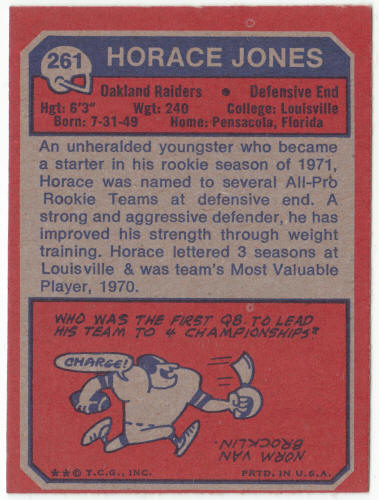 261 HORACE JONES
Oakland Raiders • Defensive End
Hgt: 6'3" Wgt: 240 College: Louisville
Born: 7-31-49 Home: Pensacola, Florida
An unheralded youngster who became
a starter in his rookie season of 1971,
Horace was named to several All-Pro
Rookie Teams at defensive end. A
strong and aggressive defender, he has
improved his strength through weight
training. Horace lettered 3 seasons at
Louisville & was team's Most Valuable
Player, 1970.
WHO WAS THE FIRST QB TO LEAD
HIS TEAM TO 4 CHAMPIONSHIPS?
CHARGE!
NORM VAN
BROCKLIN.
**© T.C.G., INC. PRTD. IN U.S.A.